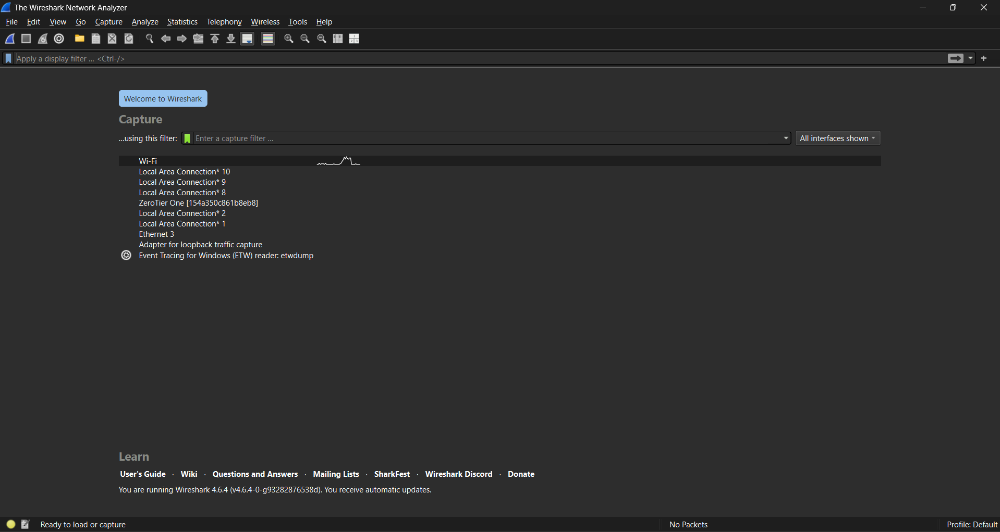 The Wireshark Network Analyzer
File Edit View Go Capture Analyze Statistics Telephony Wireless Tools Help
Apply a display filter ... <Ctrl-/>
Welcome to Wireshark
Capture
...using this filter: Enter a capture filter ... All interfaces shown
Wi-Fi
Local Area Connection* 10
Local Area Connection* 9
Local Area Connection* 8
ZeroTier One [154a350c861b8eb8]
Local Area Connection* 2
Local Area Connection* 1
Ethernet 3
Adapter for loopback traffic capture
Event Tracing for Windows (ETW) reader: etwdump
Learn
User's Guide · Wiki · Questions and Answers · Mailing Lists · SharkFest · Wireshark Discord · Donate
You are running Wireshark 4.6.4 (v4.6.4-0-g93282876538d). You receive automatic updates.
Ready to load or capture No Packets Profile: Default